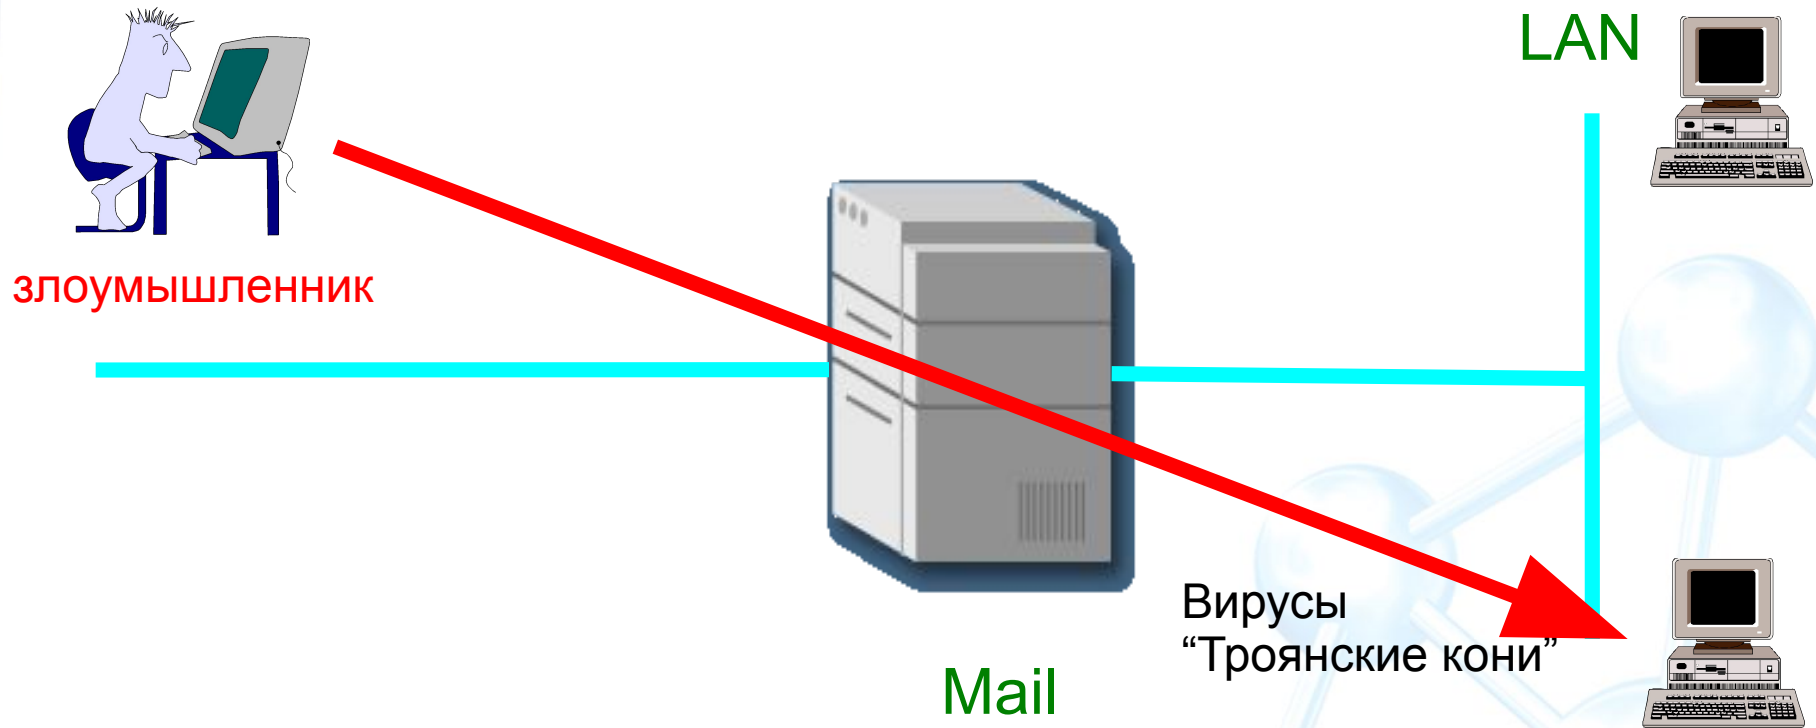 LAN
злоумышленник
Вирусы
“Троянские кони”
Mail